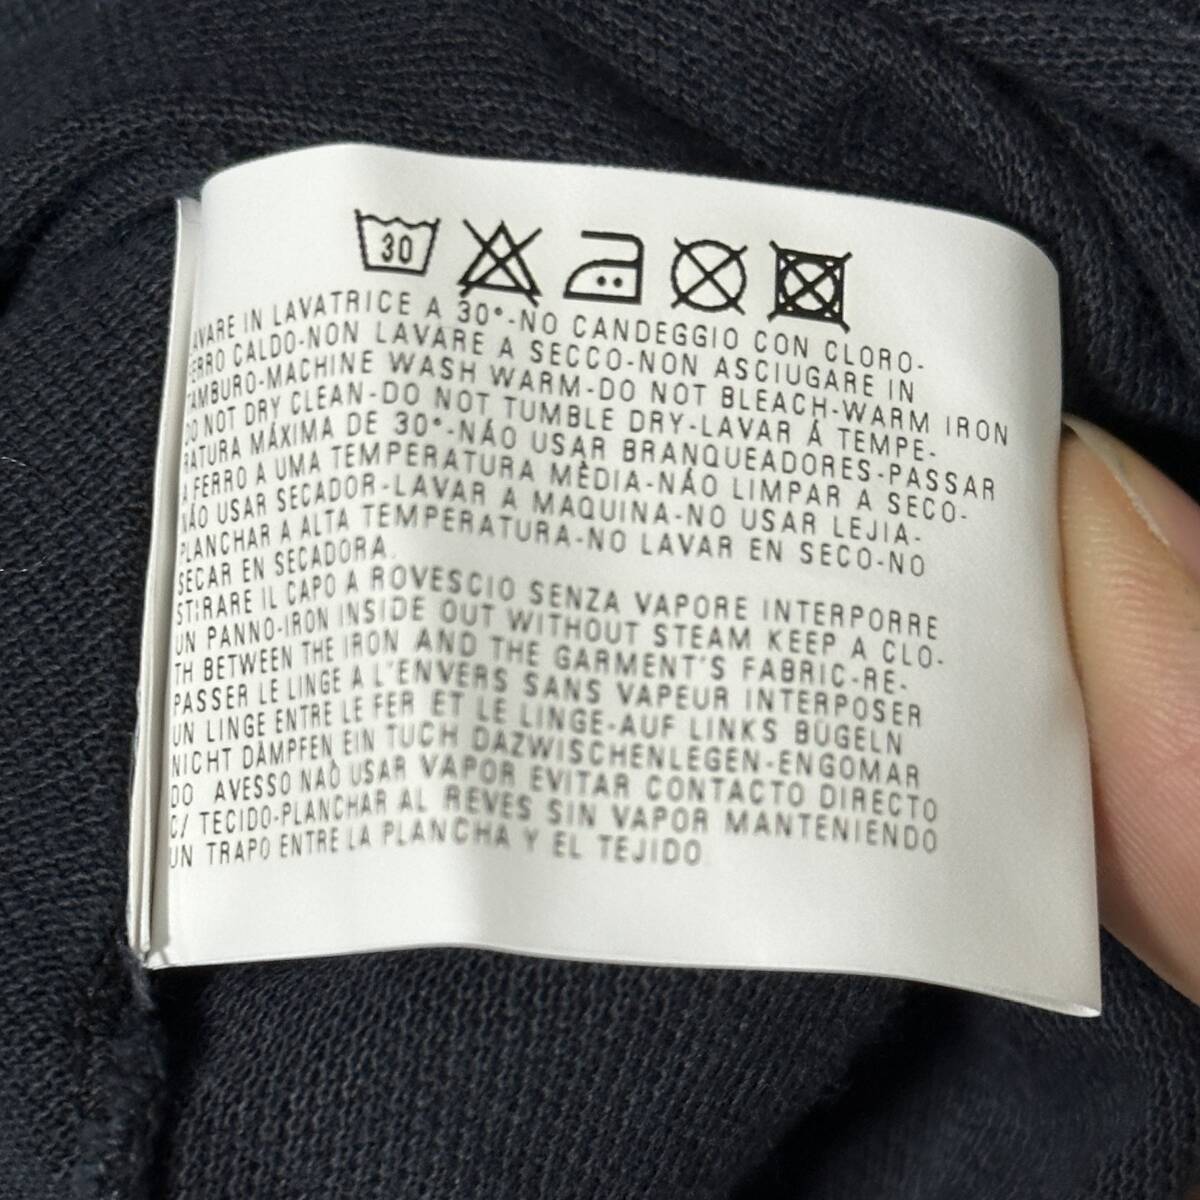 30
LAVARE IN LAVATRICE A 30°-NO CANDEGGIO CON CLORO-
FERRO CALDO-NON LAVARE A SECCO-NON ASCIUGARE IN
TAMBURO-MACHINE WASH WARM-DO NOT BLEACH-WARM IRON
DO NOT DRY CLEAN-DO NOT TUMBLE DRY-LAVAR Á TEMPE-
RATURA MÁXIMA DE 30°-NÁO USAR BRANQUEADORES-PASSAR
A FERRO A UMA TEMPERATURA MÈDIA-NÁO LIMPAR A SECO-
NÁO USAR SECADOR-LAVAR A MAQUINA-NO USAR LEJIA-
PLANCHAR A ALTA TEMPERATURA-NO LAVAR EN SECO-NO
SECAR EN SECADORA.
STIRARE IL CAPO A ROVESCIO SENZA VAPORE INTERPORRE
UN PANNO-IRON INSIDE OUT WITHOUT STEAM KEEP A CLO-
TH BETWEEN THE IRON AND THE GARMENT'S FABRIC-RE-
PASSER LE LINGE A L'ENVERS SANS VAPEUR INTERPOSER
UN LINGE ENTRE LE FER ET LE LINGE-AUF LINKS BÜGELN
NICHT DÄMPFEN EIN TUCH DAZWISCHENLEGEN-ENGOMAR
DO AVESSO NAÒ USAR VAPOR EVITAR CONTACTO DIRECTO
C/ TECIDO-PLANCHAR AL REVES SIN VAPOR MANTENIENDO
UN TRAPO ENTRE LA PLANCHA Y EL TEJIDO